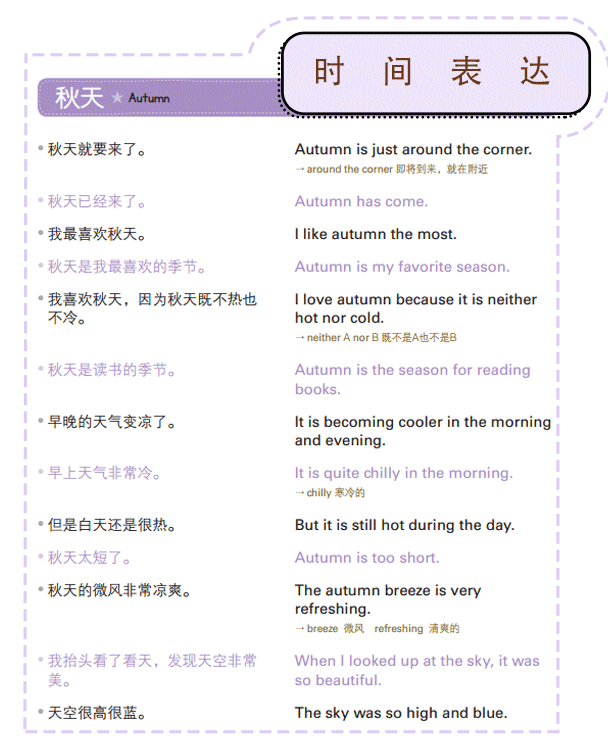 时 间 表 达
秋天 ★ Autumn
• 秋天就要来了。 Autumn is just around the corner.
→ around the corner 即将到来，就在附近
• 秋天已经来了。 Autumn has come.
• 我最喜欢秋天。 I like autumn the most.
• 秋天是我最喜欢的季节。 Autumn is my favorite season.
• 我喜欢秋天，因为秋天既不热也 I love autumn because it is neither
不冷。 hot nor cold.
→ neither A nor B 既不是A也不是B
• 秋天是读书的季节。 Autumn is the season for reading
books.
• 早晚的天气变凉了。 It is becoming cooler in the morning
and evening.
• 早上天气非常冷。 It is quite chilly in the morning.
→ chilly 寒冷的
• 但是白天还是很热。 But it is still hot during the day.
• 秋天太短了。 Autumn is too short.
• 秋天的微风非常凉爽。 The autumn breeze is very
refreshing.
→ breeze 微风 refreshing 清爽的
• 我抬头看了看天，发现天空非常 When I looked up at the sky, it was
美。 so beautiful.
• 天空很高很蓝。 The sky was so high and blue.